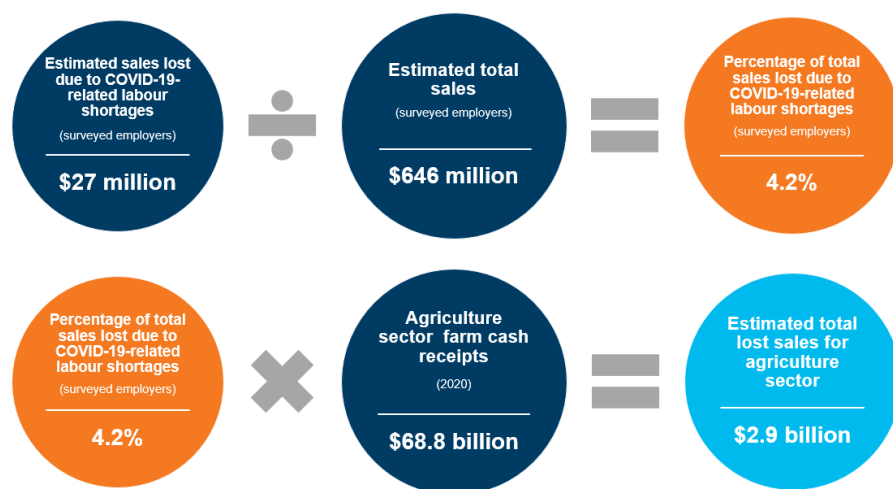 Estimated sales lost
due to COVID-19-
related labour
shortages
(surveyed employers)
$27 million
Estimated total
sales
(surveyed employers)
$646 million
Percentage of total
sales lost due to
COVID-19-related
labour shortages
(surveyed employers)
4.2%
Percentage of total
sales lost due to
COVID-19-related
labour shortages
(surveyed employers)
4.2%
Agriculture
sector farm cash
receipts
(2020)
$68.8 billion
Estimated total
lost sales for
agriculture
sector
$2.9 billion